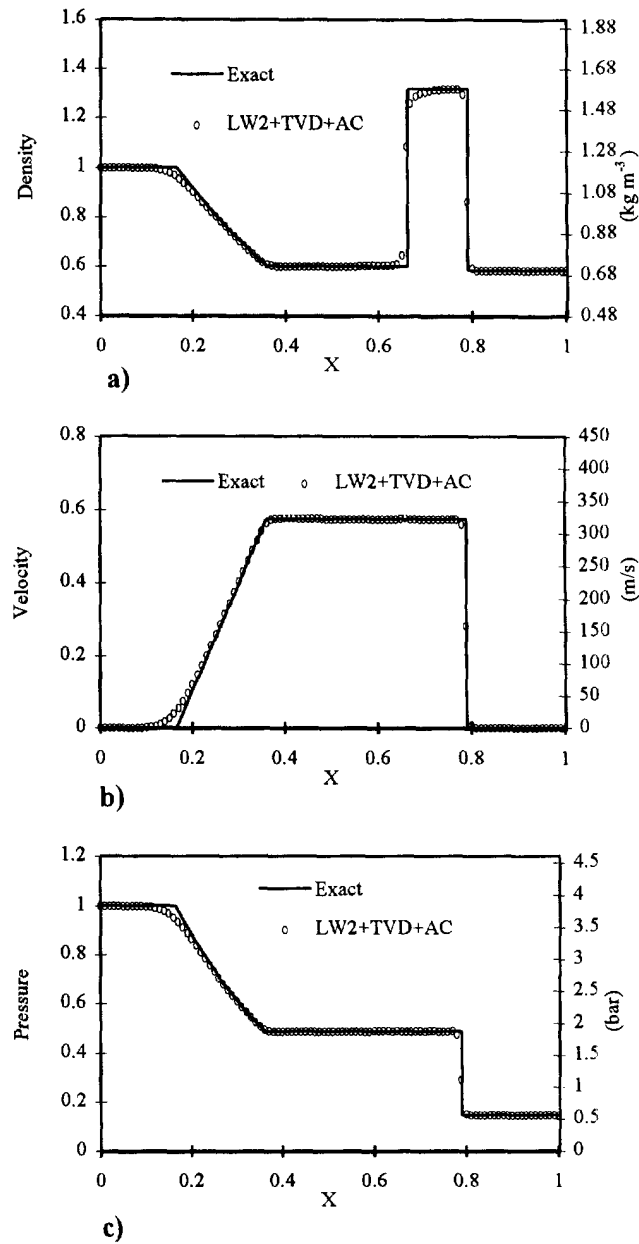 1.6
1.4
1.2
1
0.8
0.6
0.4
Density
Exact
LW2+TVD+AC
1.88
1.68
1.48
1.28
1.08
0.88
0.68
0.48
(kg m⁻³)
0 0.2 0.4 0.6 0.8 1
X
a)
0.8
0.6
0.4
0.2
0
Velocity
Exact LW2+TVD+AC
450
400
350
300
250
200
150
100
50
0
(m/s)
0 0.2 0.4 0.6 0.8 1
X
b)
1.2
1
0.8
0.6
0.4
0.2
0
Pressure
Exact
LW2+TVD+AC
4.5
4
3.5
3
2.5
2
1.5
1
0.5
0
(bar)
0 0.2 0.4 0.6 0.8 1
X
c)